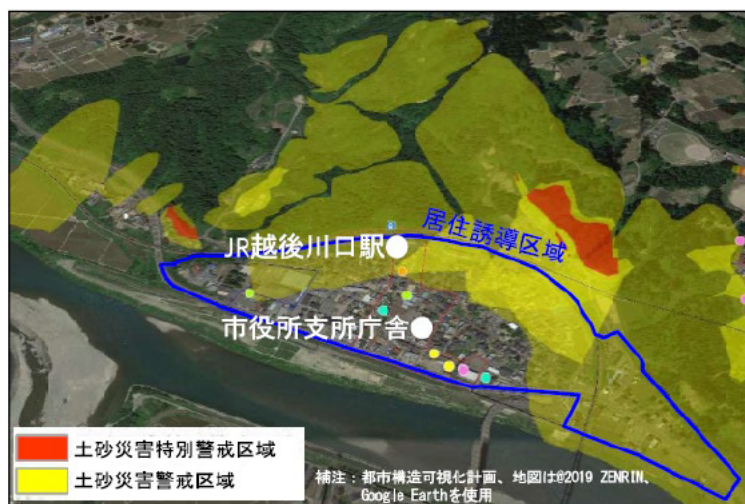 居住誘導区域
JR越後川口駅
市役所支所庁舎
土砂災害特別警戒区域
土砂災害警戒区域
補注：都市構造可視化計画、地図は©2019 ZENRIN、
Google Earthを使用